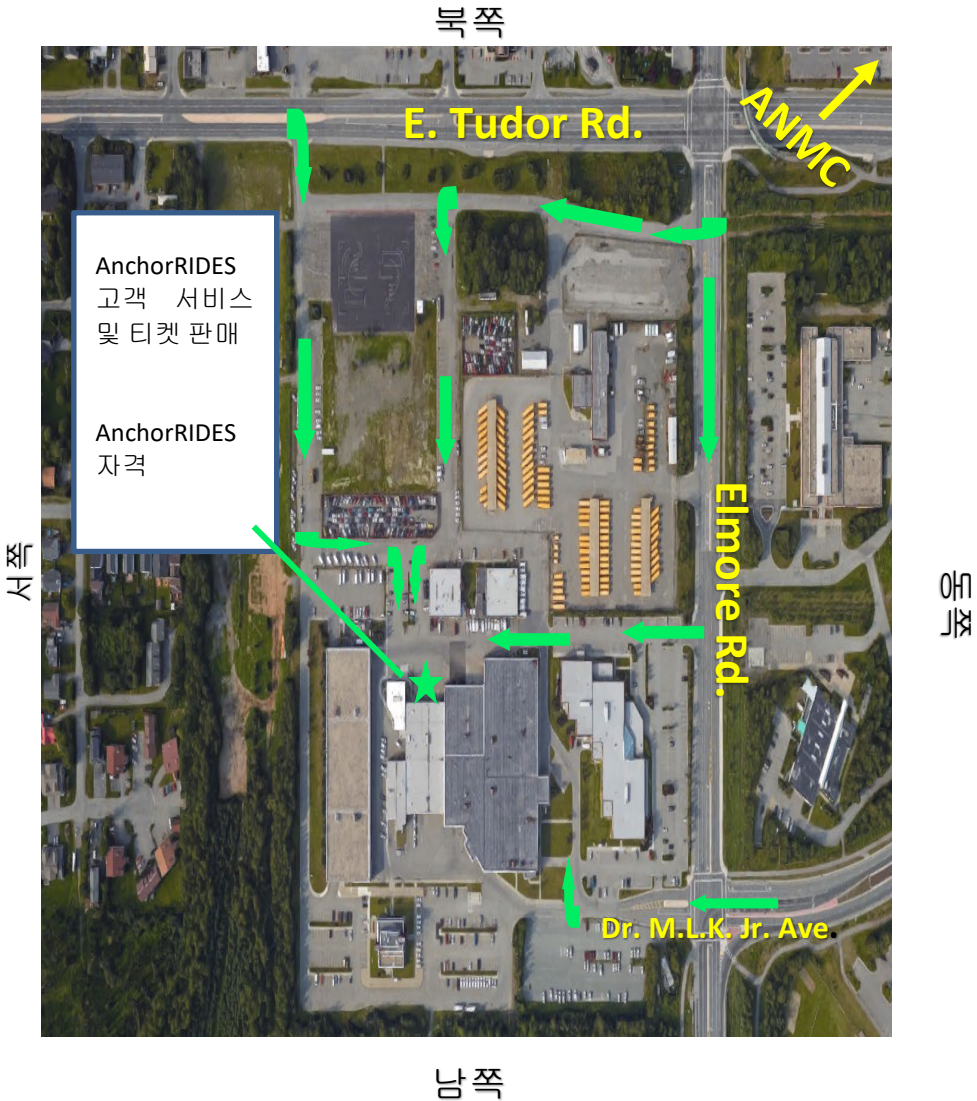 북쪽
E. Tudor Rd.
ANMC
AnchorRIDES
고객 서비스
및 티켓 판매
AnchorRIDES
자격
서쪽
동쪽
Elmore Rd.
Dr. M.L.K. Jr. Ave.
남쪽